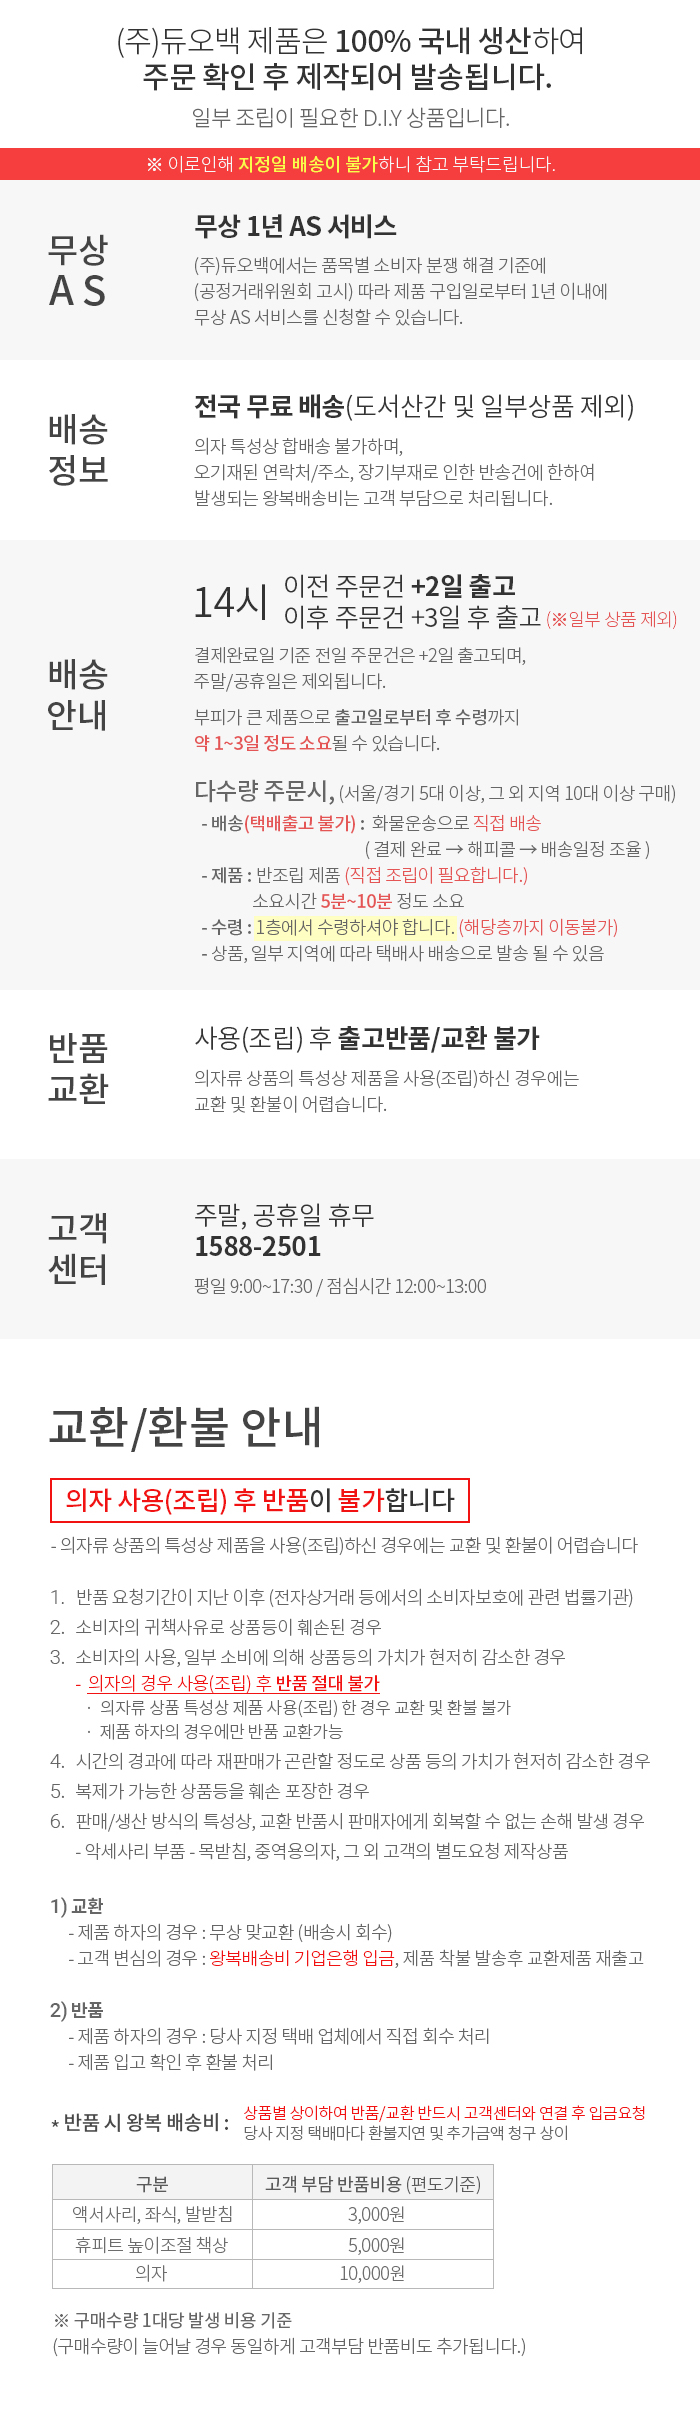 (주)듀오백 제품은 100% 국내 생산하여
주문 확인 후 제작되어 발송됩니다.
일부 조립이 필요한 D.I.Y 상품입니다.
※ 이로인해 지정일 배송이 불가하니 참고 부탁드립니다.
무상
A S
무상 1년 AS 서비스
(주)듀오백에서는 품목별 소비자 분쟁 해결 기준에
(공정거래위원회 고시) 따라 제품 구입일로부터 1년 이내에
무상 AS 서비스를 신청할 수 있습니다.
배송
정보
전국 무료 배송(도서산간 및 일부상품 제외)
의자 특성상 합배송 불가하며,
오기재된 연락처/주소, 장기부재로 인한 반송건에 한하여
발생되는 왕복배송비는 고객 부담으로 처리됩니다.
배송
안내
14시
이전 주문건 +2일 출고
이후 주문건 +3일 후 출고 (※일부 상품 제외)
결제완료일 기준 전일 주문건은 +2일 출고되며,
주말/공휴일은 제외됩니다.
부피가 큰 제품으로 출고일로부터 후 수령까지
약 1~3일 정도 소요될 수 있습니다.
다수량 주문시, (서울/경기 5대 이상, 그 외 지역 10대 이상 구매)
- 배송(택배출고 불가) : 화물운송으로 직접 배송
( 결제 완료 → 해피콜 → 배송일정 조율 )
- 제품 : 반조립 제품 (직접 조립이 필요합니다.)
소요시간 5분~10분 정도 소요
- 수령 : 1층에서 수령하셔야 합니다. (해당층까지 이동불가)
- 상품, 일부 지역에 따라 택배사 배송으로 발송 될 수 있음
반품
교환
사용(조립) 후 출고반품/교환 불가
의자류 상품의 특성상 제품을 사용(조립)하신 경우에는
교환 및 환불이 어렵습니다.
고객
센터
주말, 공휴일 휴무
1588-2501
평일 9:00~17:30 / 점심시간 12:00~13:00
교환/환불 안내
의자 사용(조립) 후 반품이 불가합니다
- 의자류 상품의 특성상 제품을 사용(조립)하신 경우에는 교환 및 환불이 어렵습니다
1. 반품 요청기간이 지난 이후 (전자상거래 등에서의 소비자보호에 관련 법률기관)
2. 소비자의 귀책사유로 상품등이 훼손된 경우
3. 소비자의 사용, 일부 소비에 의해 상품등의 가치가 현저히 감소한 경우
- 의자의 경우 사용(조립) 후 반품 절대 불가
· 의자류 상품 특성상 제품 사용(조립) 한 경우 교환 및 환불 불가
· 제품 하자의 경우에만 반품 교환가능
4. 시간의 경과에 따라 재판매가 곤란할 정도로 상품 등의 가치가 현저히 감소한 경우
5. 복제가 가능한 상품등을 훼손 포장한 경우
6. 판매/생산 방식의 특성상, 교환 반품시 판매자에게 회복할 수 없는 손해 발생 경우
- 악세사리 부품 - 목받침, 중역용의자, 그 외 고객의 별도요청 제작상품
1) 교환
- 제품 하자의 경우 : 무상 맞교환 (배송시 회수)
- 고객 변심의 경우 : 왕복배송비 기업은행 입금, 제품 착불 발송후 교환제품 재출고
2) 반품
- 제품 하자의 경우 : 당사 지정 택배 업체에서 직접 회수 처리
- 제품 입고 확인 후 환불 처리
* 반품 시 왕복 배송비 :
상품별 상이하여 반품/교환 반드시 고객센터와 연결 후 입금요청
당사 지정 택배마다 환불지연 및 추가금액 청구 상이
구분 고객 부담 반품비용 (편도기준)
액서사리, 좌식, 발받침 3,000원
휴피트 높이조절 책상 5,000원
의자 10,000원
※ 구매수량 1대당 발생 비용 기준
(구매수량이 늘어날 경우 동일하게 고객부담 반품비도 추가됩니다.)